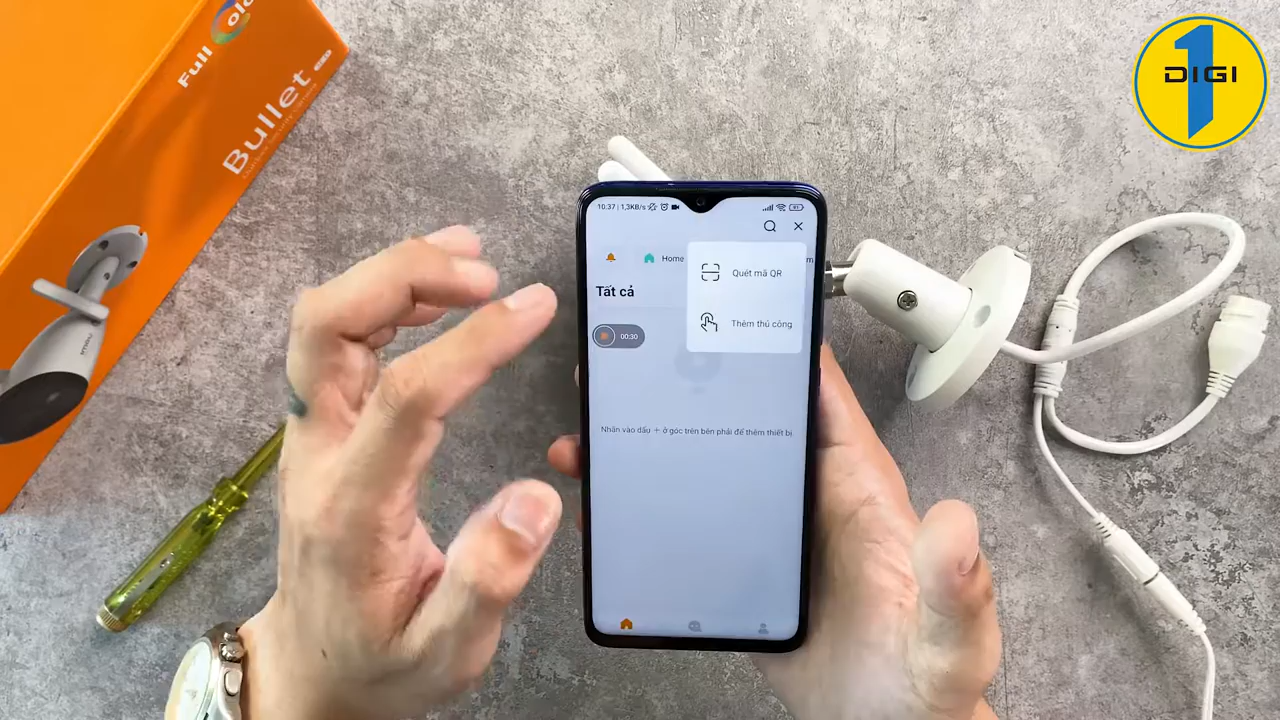 Full Color
Bullet
1
DIGI
10:37 | 1,3KB/s
Home
Quét mã QR
Tất cả
Thêm thủ công
00:30
Nhấn vào dấu + ở góc trên bên phải để thêm thiết bị